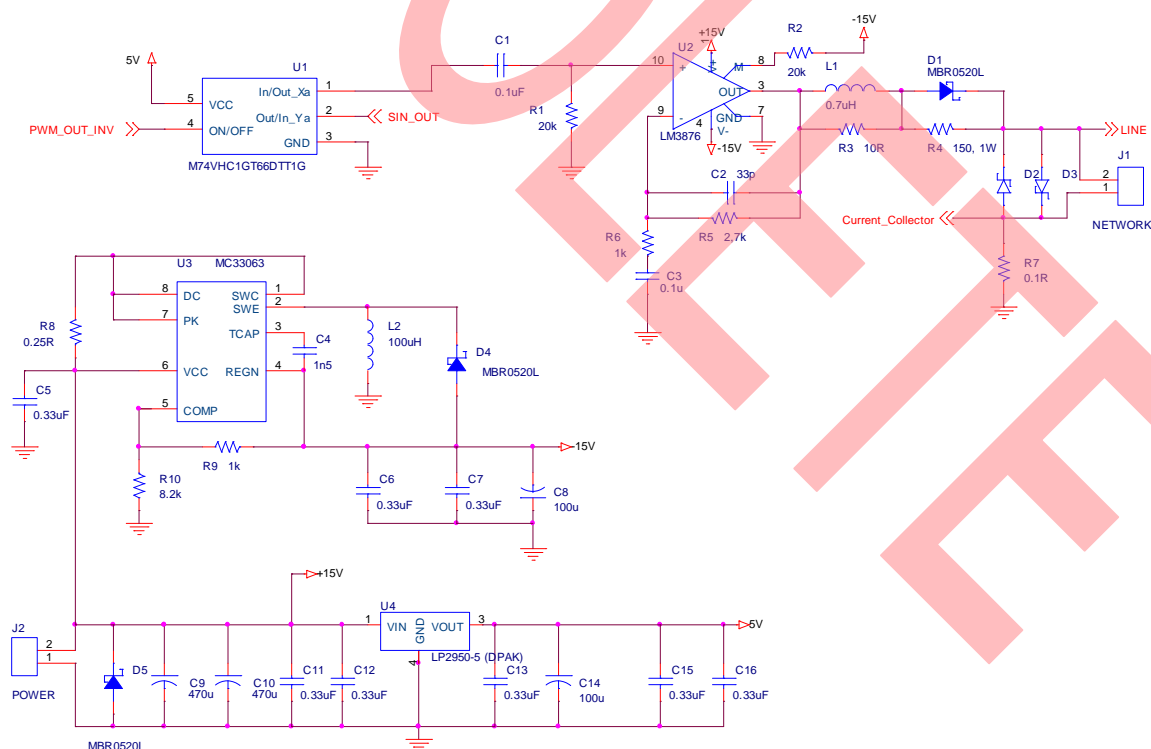 5V
U1
5
VCC
In/Out_Xa
1
PWM_OUT_INV
4
ON/OFF
Out/In_Ya
2
SIN_OUT
GND
3
M74VHC1GT66DTT1G
C1
0.1uF
R1
20k
+15V
U2
10
+
V+
M
8
R2
20k
-15V
OUT
3
9
-
GND
7
4
V-
LM3876
-15V
L1
0.7uH
D1
MBR0520L
R3
10R
R4
150, 1W
LINE
C2
33p
R5
2,7k
R6
1k
C3
0.1u
D2
D3
J1
2
1
NETWORK
Current_Collector
R7
0.1R
U3
MC33063
8
DC
SWC
1
SWE
2
7
PK
TCAP
3
6
VCC
REGN
4
5
COMP
R8
0.25R
C4
1n5
L2
100uH
D4
MBR0520L
C5
0.33uF
R9
1k
R10
8.2k
-15V
C6
0.33uF
C7
0.33uF
C8
100u
+15V
J2
2
1
POWER
U4
1
VIN
GND
VOUT
3
4
LP2950-5 (DPAK)
5V
D5
MBR0520L
C9
470u
C10
470u
C11
0.33uF
C12
0.33uF
C13
0.33uF
C14
100u
C15
0.33uF
C16
0.33uF